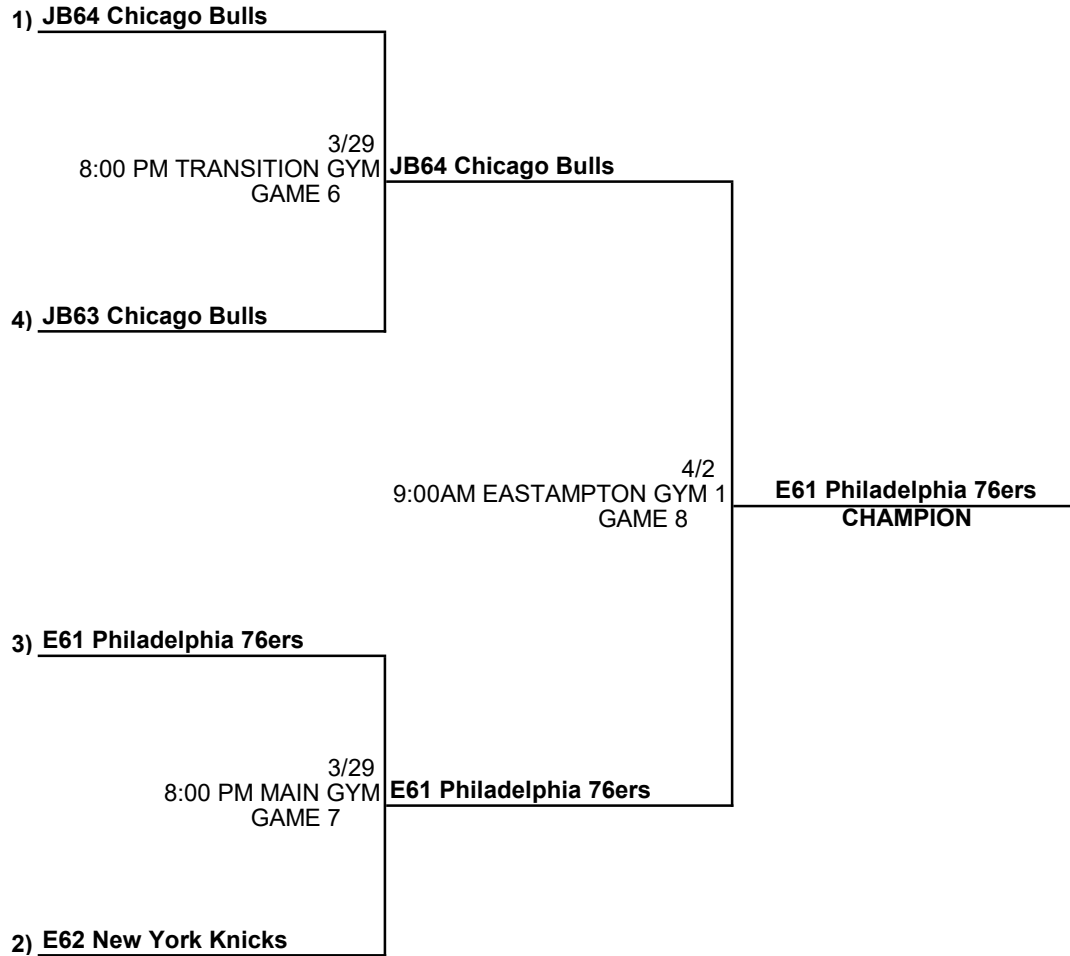 1) JB64 Chicago Bulls
3/29
8:00 PM TRANSITION GYM
GAME 6
JB64 Chicago Bulls
4) JB63 Chicago Bulls
4/2
9:00AM EASTAMPTON GYM 1
GAME 8
E61 Philadelphia 76ers
CHAMPION
3) E61 Philadelphia 76ers
3/29
8:00 PM MAIN GYM
GAME 7
E61 Philadelphia 76ers
2) E62 New York Knicks